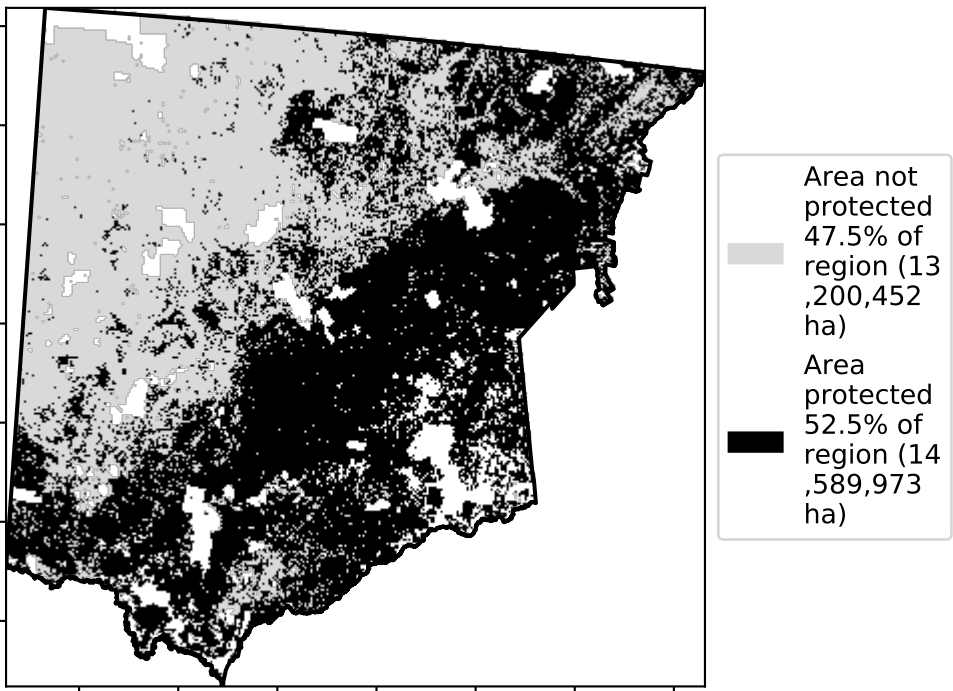 Area not
protected
47.5% of
region (13
,200,452
ha)
Area
protected
52.5% of
region (14
,589,973
ha)